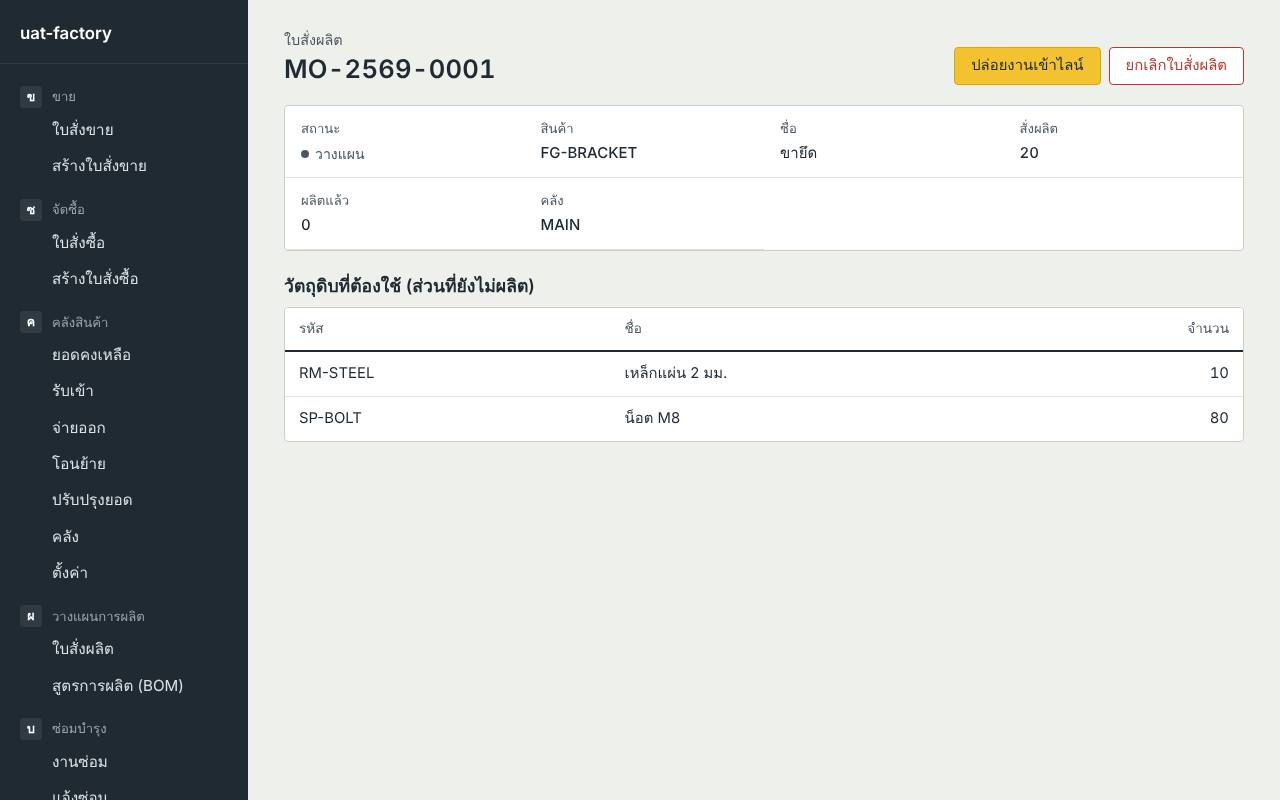 uat-factory
ข ขาย
ใบสั่งขาย
สร้างใบสั่งขาย
ซ จัดซื้อ
ใบสั่งซื้อ
สร้างใบสั่งซื้อ
ค คลังสินค้า
ยอดคงเหลือ
รับเข้า
จ่ายออก
โอนย้าย
ปรับปรุงยอด
คลัง
ตั้งค่า
ผ วางแผนการผลิต
ใบสั่งผลิต
สูตรการผลิต (BOM)
บ ซ่อมบำรุง
งานซ่อม
แจ้งซ่อม
ใบสั่งผลิต
MO-2569-0001
ปล่อยงานเข้าไลน์ ยกเลิกใบสั่งผลิต
สถานะ สินค้า ชื่อ สั่งผลิต
วางแผน FG-BRACKET ขายึด 20
ผลิตแล้ว คลัง
0 MAIN
วัตถุดิบที่ต้องใช้ (ส่วนที่ยังไม่ผลิต)
รหัส ชื่อ จำนวน
RM-STEEL เหล็กแผ่น 2 มม. 10
SP-BOLT น็อต M8 80